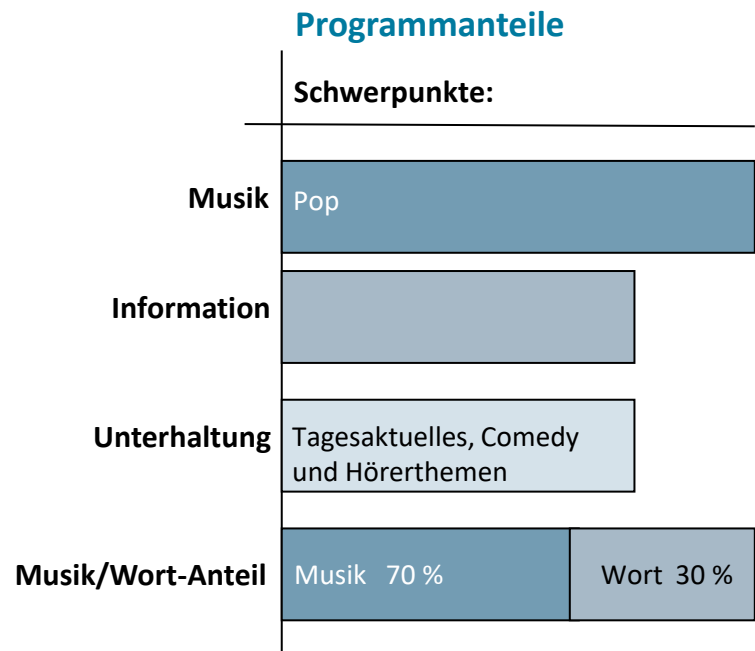 Programmanteile
Schwerpunkte:
Musik
Pop
Information
Unterhaltung
Tagesaktuelles, Comedy
und Hörerthemen
Musik/Wort-Anteil
Musik 70 %
Wort 30 %